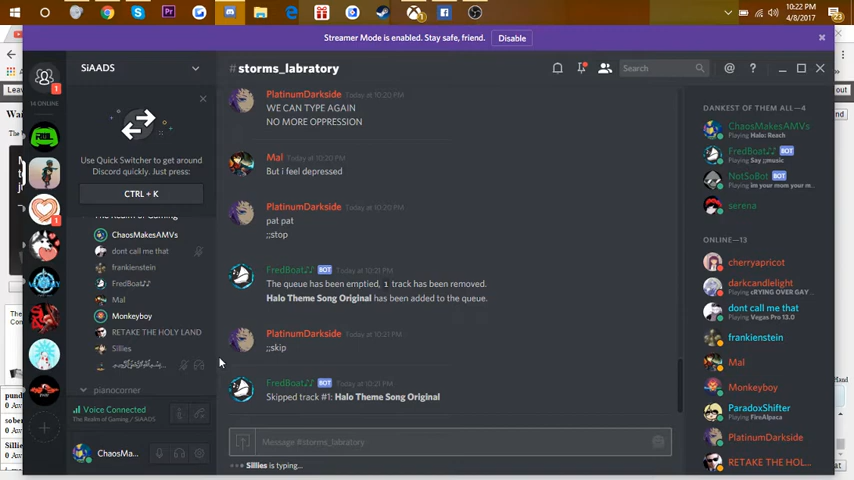 10:22 PM
4/8/2017
Streamer Mode is enabled. Stay safe, friend.
Disable
SiAADS
14 ONLINE
Use Quick Switcher to get around
Discord quickly. Just press:
CTRL + K
The Realm of Gaming
ChaosMakesAMVs
dont call me that
frankienstein
FredBoat♪♪
Mal
Monkeyboy
RETAKE THE HOLY LAND
Sillies
pianocorner
Voice Connected
The Realm of Gaming / SiAADS
ChaosMa...
#storms_labratory
Search
PlatinumDarkside Today at 10:20 PM
WE CAN TYPE AGAIN
NO MORE OPPRESSION
Mal Today at 10:20 PM
But i feel depressed
PlatinumDarkside Today at 10:20 PM
pat pat
;;stop
FredBoat♪♪ BOT Today at 10:21 PM
The queue has been emptied, 1 track has been removed.
Halo Theme Song Original has been added to the queue.
PlatinumDarkside Today at 10:21 PM
;;skip
FredBoat♪♪ BOT Today at 10:21 PM
Skipped track #1: Halo Theme Song Original
Message #storms_labratory
Sillies is typing...
DANKEST OF THEM ALL—4
ChaosMakesAMVs
Playing Halo: Reach
FredBoat♪♪ BOT
Playing Say ;;music
NotSoBot BOT
Playing im your mom your m...
serena
ONLINE—13
cherryapricot
darkcandlelight
Playing cRYING OVER GAY ...
dont call me that
Playing Vegas Pro 13.0
frankienstein
Mal
Monkeyboy
ParadoxShifter
Playing FireAlpaca
PlatinumDarkside
RETAKE THE HOL...